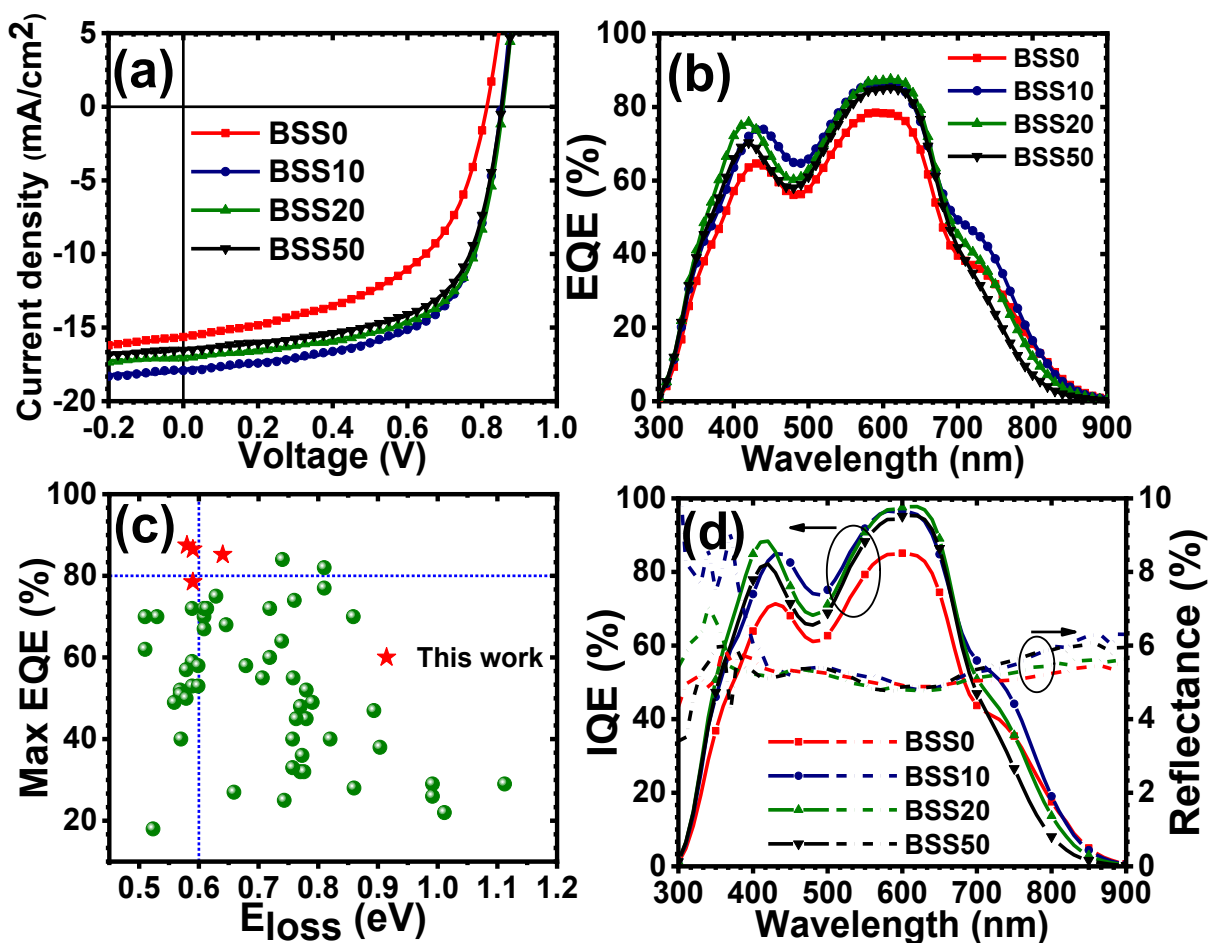 (a)
Current density (mA/cm2)
5
0
-5
-10
-15
-20
-0.2 0.0 0.2 0.4 0.6 0.8 1.0
Voltage (V)
BSS0
BSS10
BSS20
BSS50
(b)
EQE (%)
100
80
60
40
20
0
300 400 500 600 700 800 900
Wavelength (nm)
BSS0
BSS10
BSS20
BSS50
(c)
Max EQE (%)
100
80
60
40
20
0.5 0.6 0.7 0.8 0.9 1.0 1.1 1.2
Eloss (eV)
This work
(d)
IQE (%)
100
80
60
40
20
0
300 400 500 600 700 800 900
Wavelength (nm)
10
8
6
4
2
0
Reflectance (%)
BSS0
BSS10
BSS20
BSS50